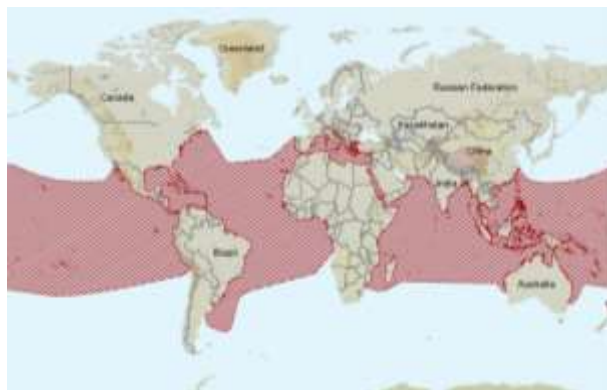 Greenland
Canada
Russian Federation
Kazakhstan
China
India
Brazil
Australia